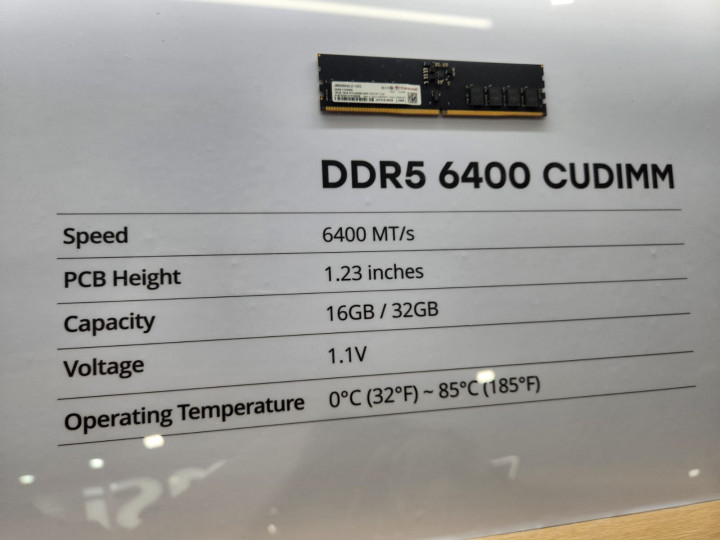 DDR5 6400 CUDIMM
Speed 6400 MT/s
PCB Height 1.23 inches
Capacity 16GB / 32GB
Voltage 1.1V
Operating Temperature 0°C (32°F) ~ 85°C (185°F)